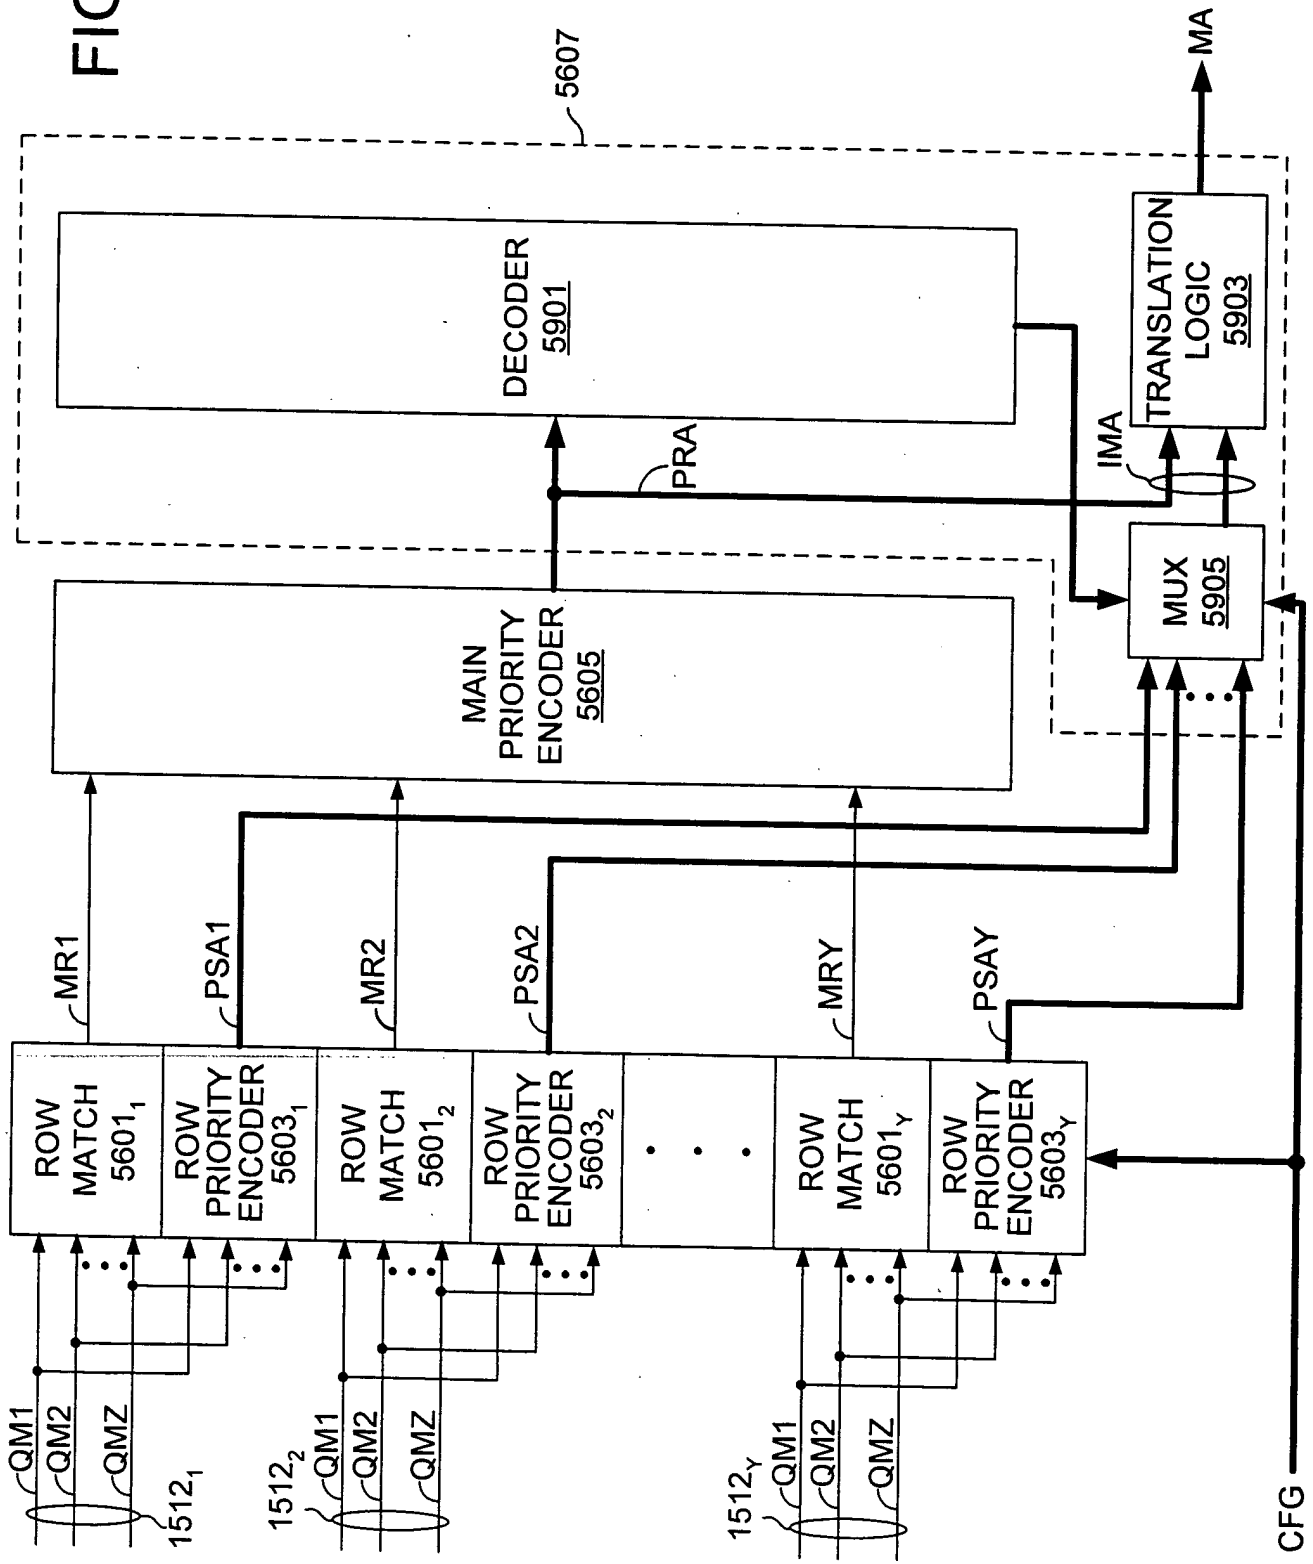 FIG
5607
MA
DECODER
5901
TRANSLATION
LOGIC
5903
PRA
IMA
MAIN
PRIORITY
ENCODER
5605
MUX
5905
MR1
PSA1
MR2
PSA2
MRY
PSAY
ROW
MATCH
5601₁
ROW
PRIORITY
ENCODER
5603₁
ROW
MATCH
5601₂
ROW
PRIORITY
ENCODER
5603₂
ROW
MATCH
5601Y
ROW
PRIORITY
ENCODER
5603Y
QM1
QM2
QMZ
1512₁
QM1
QM2
QMZ
1512₂
QM1
QM2
QMZ
1512Y
CFG